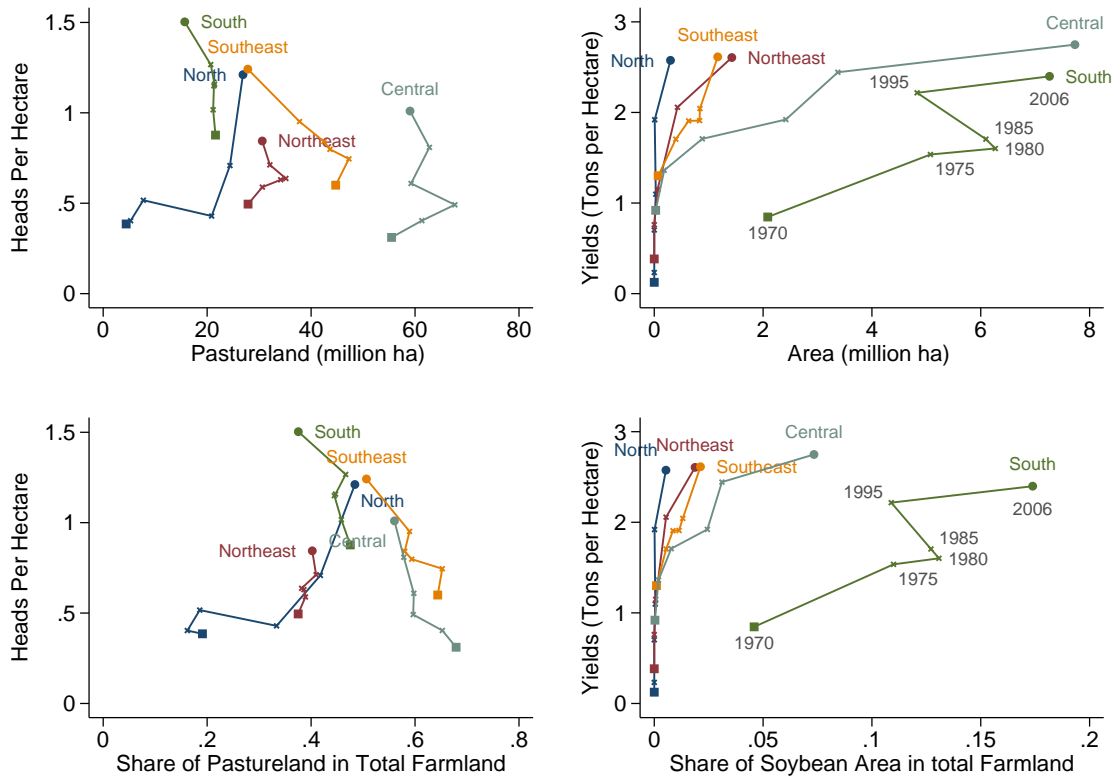 1.5
1
.5
0
Heads Per Hectare
South
Southeast
North
Central
Northeast
0
20
40
60
80
Pastureland (million ha)
3
2
1
0
Yields (Tons per Hectare)
Central
Southeast
North
Northeast
South
1995
2006
1985
1980
1975
1970
0
2
4
6
8
Area (million ha)
1.5
1
.5
0
Heads Per Hectare
South
Southeast
North
Central
Northeast
0
.2
.4
.6
.8
Share of Pastureland in Total Farmland
3
2
1
0
Yields (Tons per Hectare)
Central
Northeast
North
Southeast
South
1995
2006
1985
1980
1975
1970
0
.05
.1
.15
.2
Share of Soybean Area in total Farmland